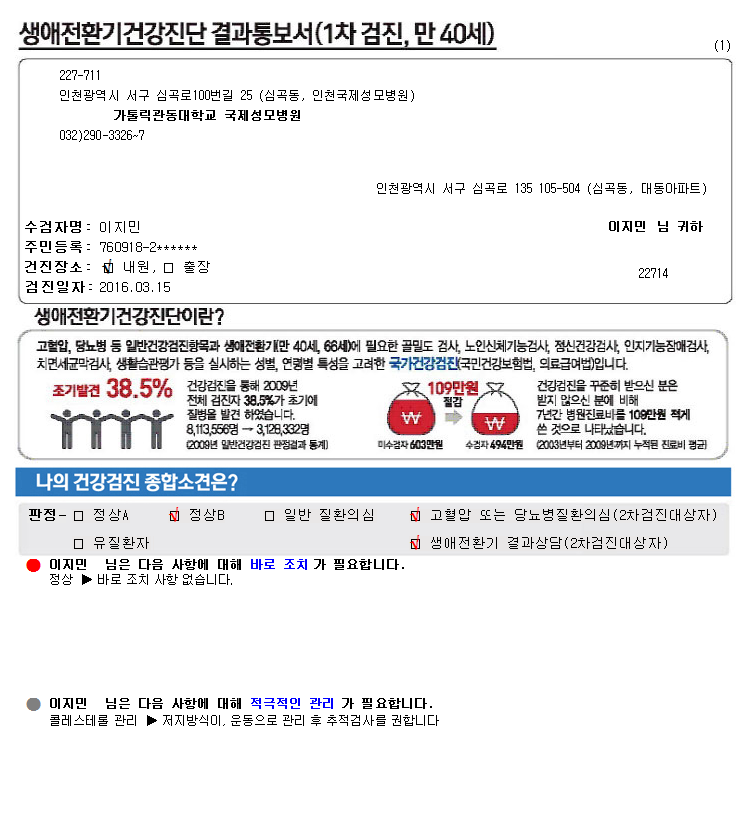 생애전환기건강진단 결과통보서(1차 검진, 만 40세)
(1)
227-711
인천광역시 서구 심곡로100번길 25 (심곡동, 인천국제성모병원)
가톨릭관동대학교 국제성모병원
032)290-3326~7
인천광역시 서구 심곡로 135 105-504 (심곡동, 대동아파트)
수검자명: 이지민
이지민 님 귀하
주민등록: 760918-2******
건진장소: ☑ 내원, □ 출장
22714
검진일자: 2016.03.15
생애전환기건강진단이란?
고혈압, 당뇨병 등 일반건강검진항목과 생애전환기(만 40세, 66세)에 필요한 골밀도 검사, 노인신체기능검사, 정신건강검사, 인지기능장애검사,
치면세균막검사, 생활습관평가 등을 실시하는 성별, 연령별 특성을 고려한 국가건강검진(국민건강보험법, 의료급여법)입니다.
조기발견 38.5%
건강검진을 통해 2009년
전체 검진자 38.5%가 초기에
질병을 발견 하였습니다.
8,113,556명 → 3,126,332명
(2009년 일반건강검진 판정결과 통계)
109만원
절감
₩
₩
미수검자 603만원
수검자 494만원
건강검진을 꾸준히 받으신 분은
받지 않으신 분에 비해
7년간 병원진료비를 109만원 적게
쓴 것으로 나타났습니다.
(2003년부터 2009년까지 누적된 진료비 평균)
나의 건강검진 종합소견은?
판정- □ 정상A ☑ 정상B □ 일반 질환의심 ☑ 고혈압 또는 당뇨병질환의심(2차검진대상자)
□ 유질환자 ☑ 생애전환기 결과상담(2차검진대상자)
이지민 님은 다음 사항에 대해 바로 조치 가 필요합니다.
정상 ▶ 바로 조치 사항 없습니다.
이지민 님은 다음 사항에 대해 적극적인 관리 가 필요합니다.
콜레스테롤 관리 ▶ 저지방식이, 운동으로 관리 후 추적검사를 권합니다